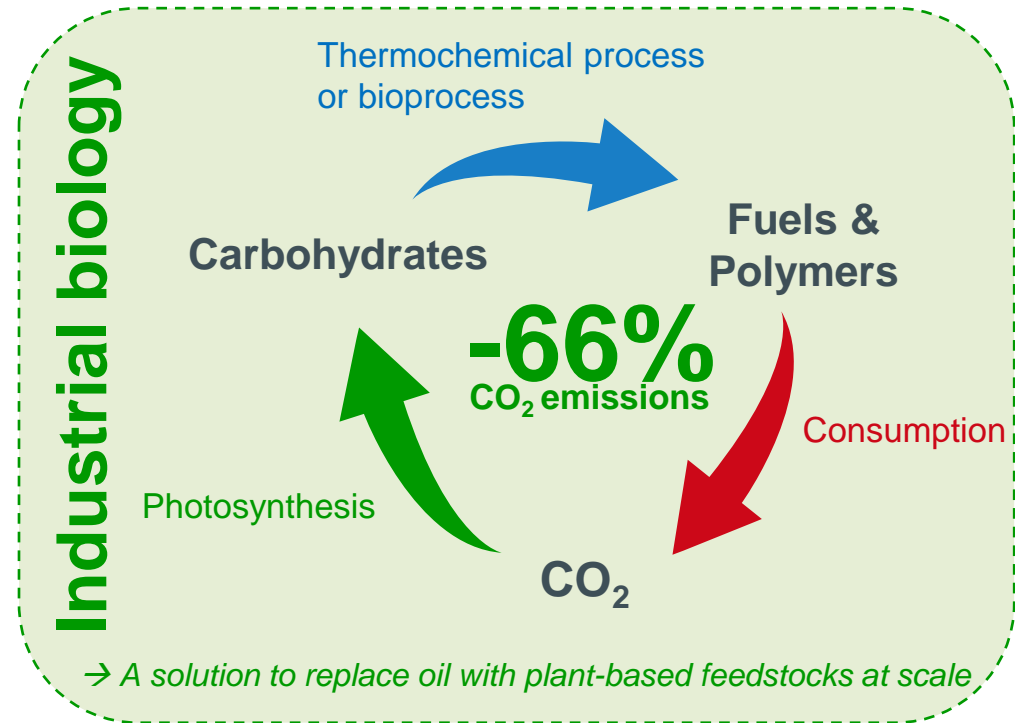 Industrial biology
Thermochemical process
or bioprocess
Carbohydrates
Fuels &
Polymers
-66%
CO₂ emissions
Consumption
Photosynthesis
CO₂
→ A solution to replace oil with plant-based feedstocks at scale